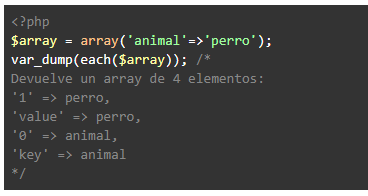 <?php
$array = array('animal'=>'perro');
var_dump(each($array)); /*
Devuelve un array de 4 elementos:
'1' => perro,
'value' => perro,
'0' => animal,
'key' => animal
*/